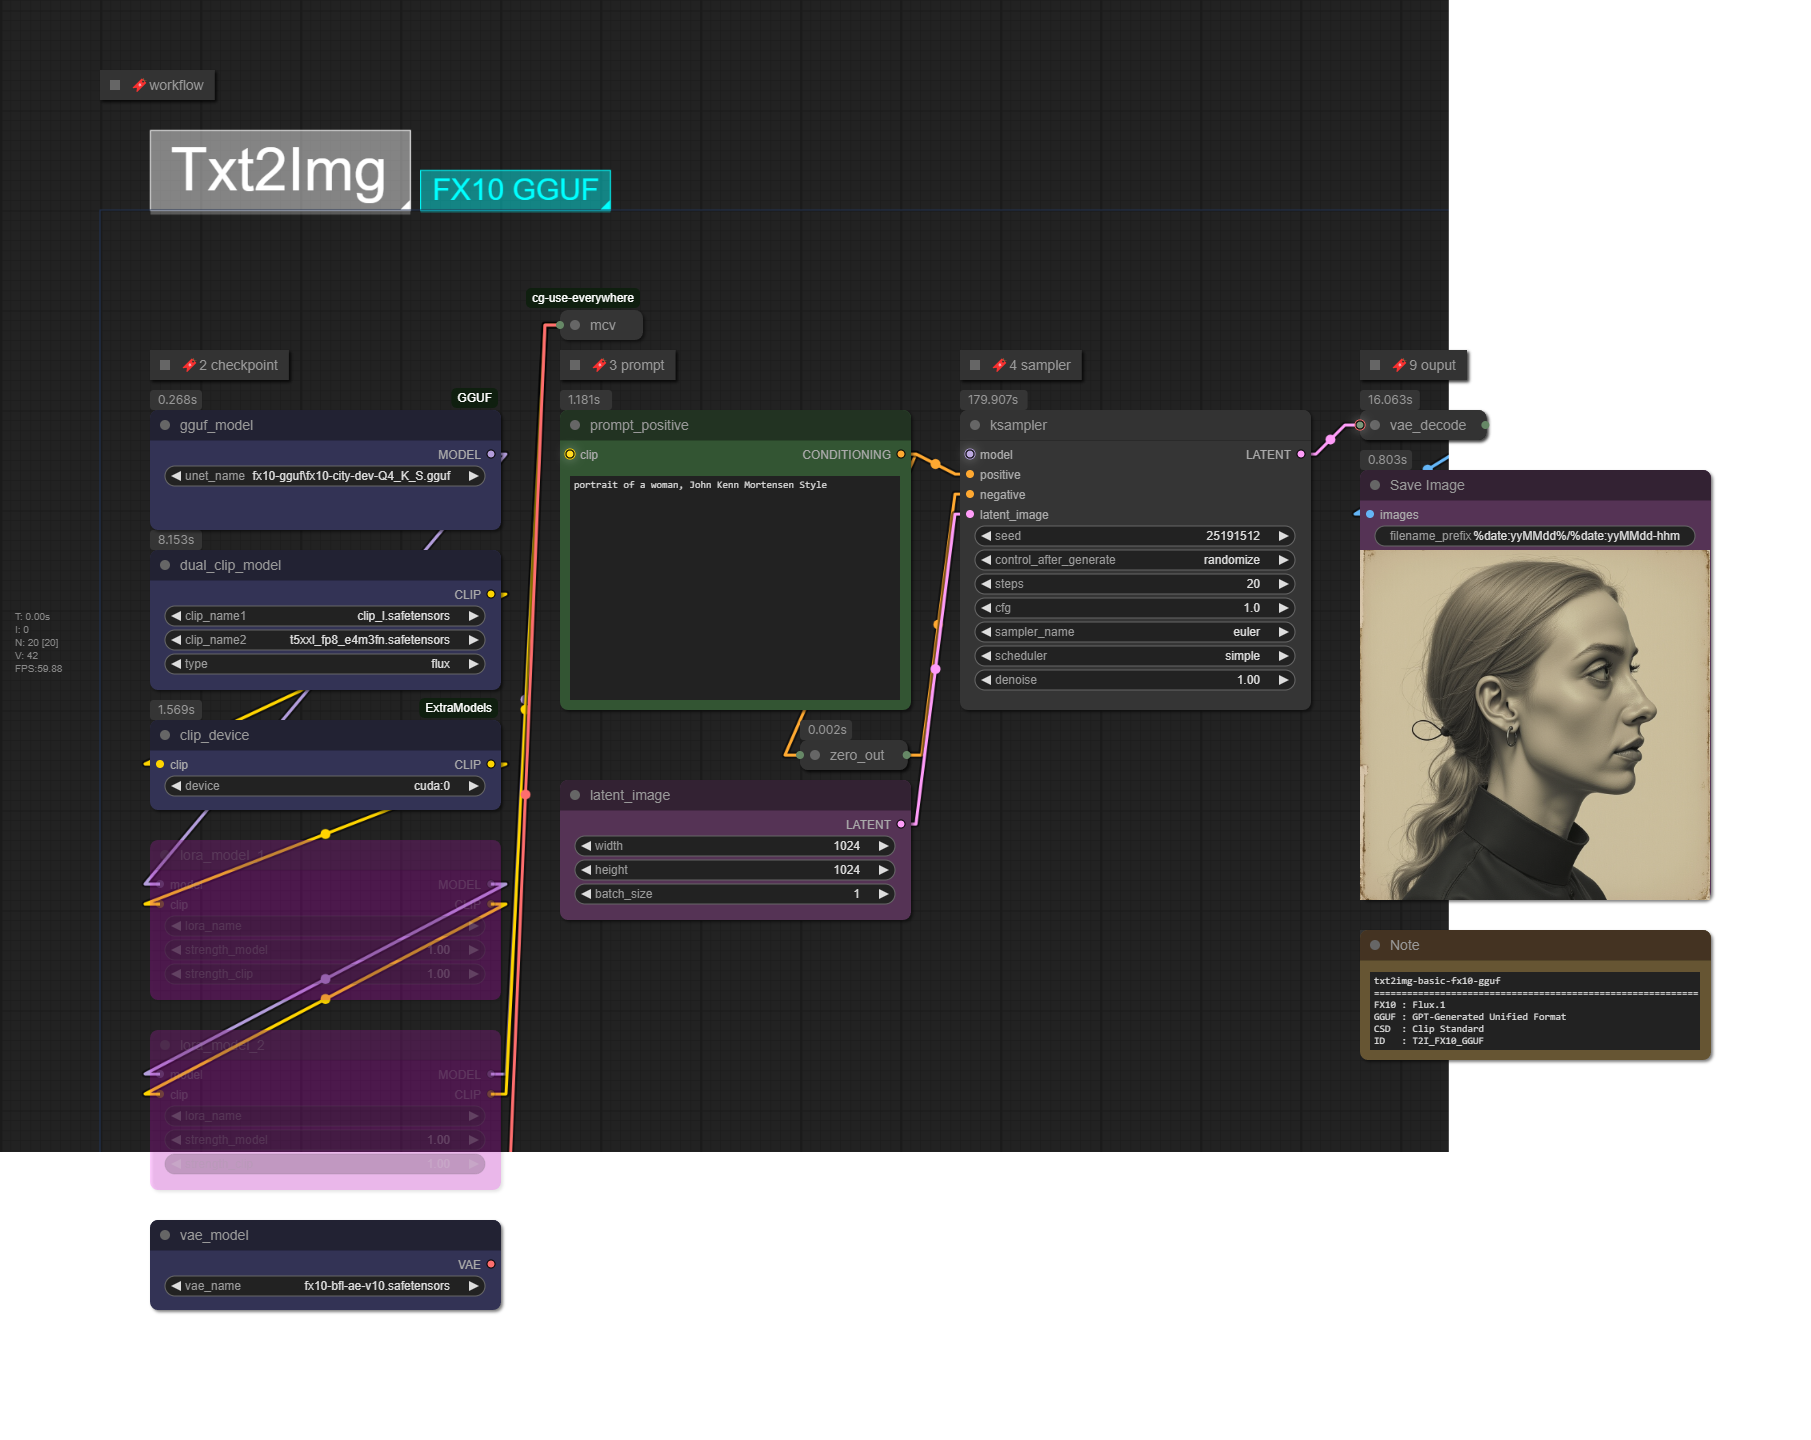 workflow
Txt2Img
FX10 GGUF
cg-use-everywhere
mcv
2 checkpoint
0.268s
GGUF
gguf_model
MODEL
unet_name fx10-gguf\fx10-city-dev-Q4_K_S.gguf
8.153s
dual_clip_model
CLIP
clip_name1 clip_l.safetensors
clip_name2 t5xxl_fp8_e4m3fn.safetensors
type flux
T: 0.00s
I: 0
N: 20 [20]
V: 42
FPS:59.88
1.569s
ExtraModels
clip_device
clip CLIP
device cuda:0
lora_model_1
model MODEL
clip CLIP
lora_name
strength_model 1.00
strength_clip 1.00
lora_model_2
model MODEL
clip CLIP
lora_name
strength_model 1.00
1.00
vae_model
VAE
vae_name fx10-bfl-ae-v10.safetensors
3 prompt
1.181s
prompt_positive
clip CONDITIONING
portrait of a woman, John Kenn Mortensen Style
0.002s
zero_out
latent_image
LATENT
width 1024
height 1024
batch_size 1
4 sampler
179.907s
ksampler
model LATENT
positive
negative
latent_image
seed 25191512
control_after_generate randomize
steps 20
cfg 1.0
sampler_name euler
scheduler simple
denoise 1.00
9 ouput
16.063s
vae_decode
0.803s
Save Image
images
filename_prefix %date:yyMMdd%/%date:yyMMdd-hhm
Note
txt2img-basic-fx10-gguf
============================================================
FX10 : Flux.1
GGUF : GPT-Generated Unified Format
CSD : Clip Standard
ID : T2I_FX10_GGUF